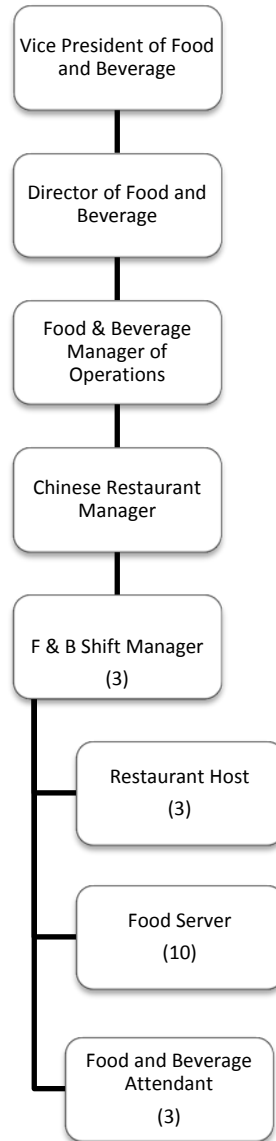 Vice President of Food
and Beverage
Director of Food and
Beverage
Food & Beverage
Manager of
Operations
Chinese Restaurant
Manager
F & B Shift Manager
(3)
Restaurant Host
(3)
Food Server
(10)
Food and Beverage
Attendant
(3)